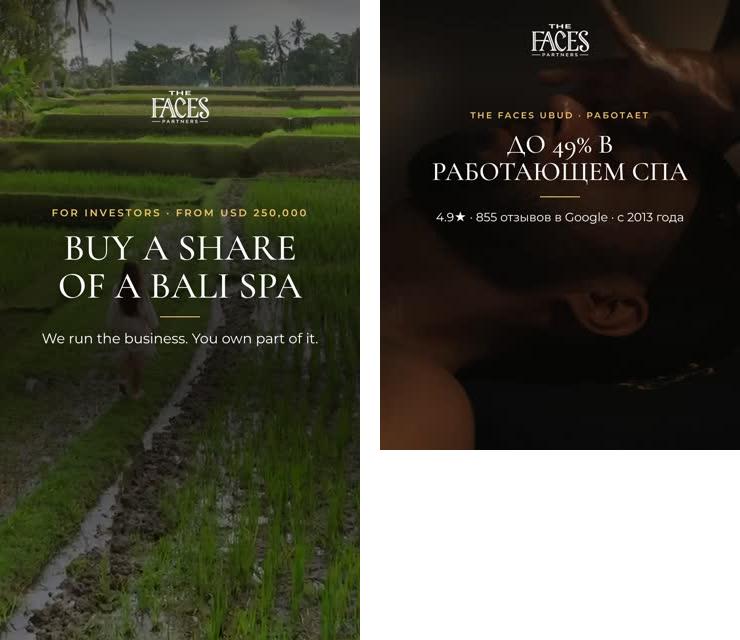 THE
FACES
PARTNERS
FOR INVESTORS · FROM USD 250,000
BUY A SHARE
OF A BALI SPA
We run the business. You own part of it.
THE
FACES
PARTNERS
THE FACES UBUD · РАБОТАЕТ
ДО 49% В
РАБОТАЮЩЕМ СПА
4.9★ · 855 отзывов в Google · с 2013 года